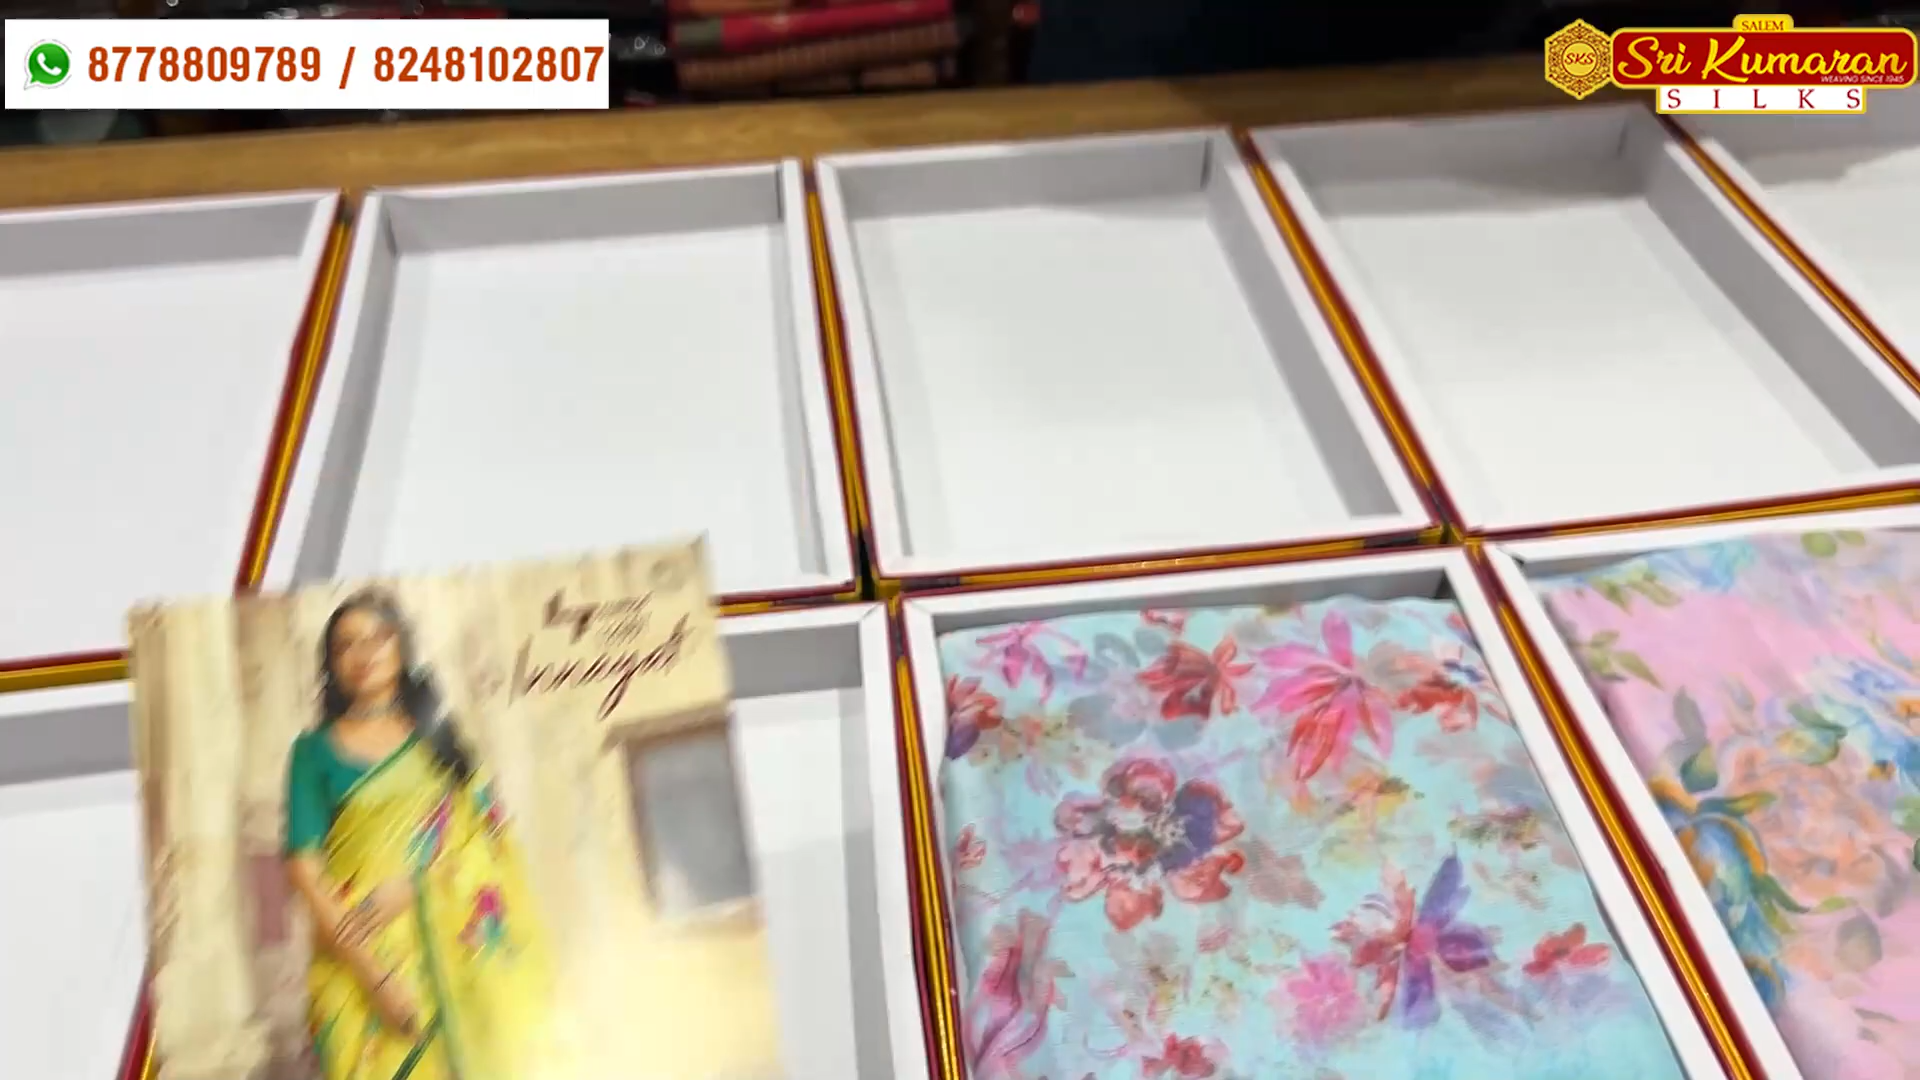 8778809789 / 8248102807
SALEM
SKS
Sri Kumaran
WEAVING SINCE 1945
SILKS